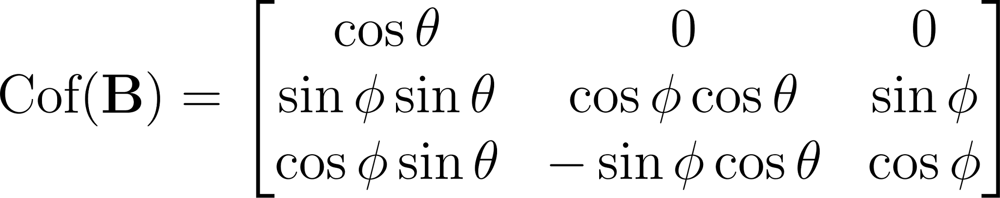 Cof(B) = [ cos θ 0 0
sin ϕ sin θ cos ϕ cos θ sin ϕ
cos ϕ sin θ − sin ϕ cos θ cos ϕ ]